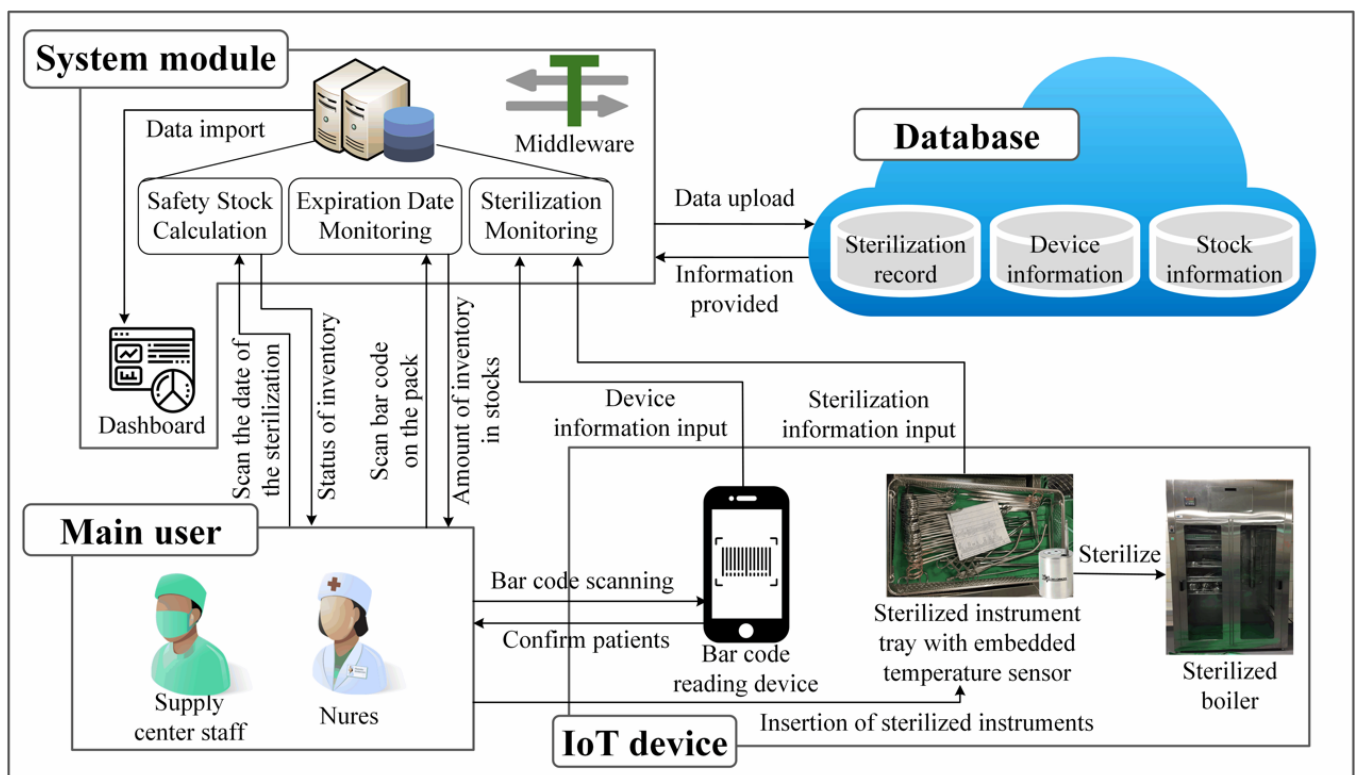 System module
Data import
Middleware
Safety Stock
Calculation
Expiration Date
Monitoring
Sterilization
Monitoring
Dashboard
Database
Sterilization
record
Device
information
Stock
information
Data upload
Information
provided
Scan the date of
the sterilization
Status of inventory
Scan bar code
on the pack
Amount of inventory
in stocks
Device
information input
Sterilization
information input
Main user
Supply
center staff
Nures
Bar code scanning
Confirm patients
Insertion of sterilized instruments
Bar code
reading device
Sterilized instrument
tray with embedded
temperature sensor
Sterilize
Sterilized
boiler
IoT device